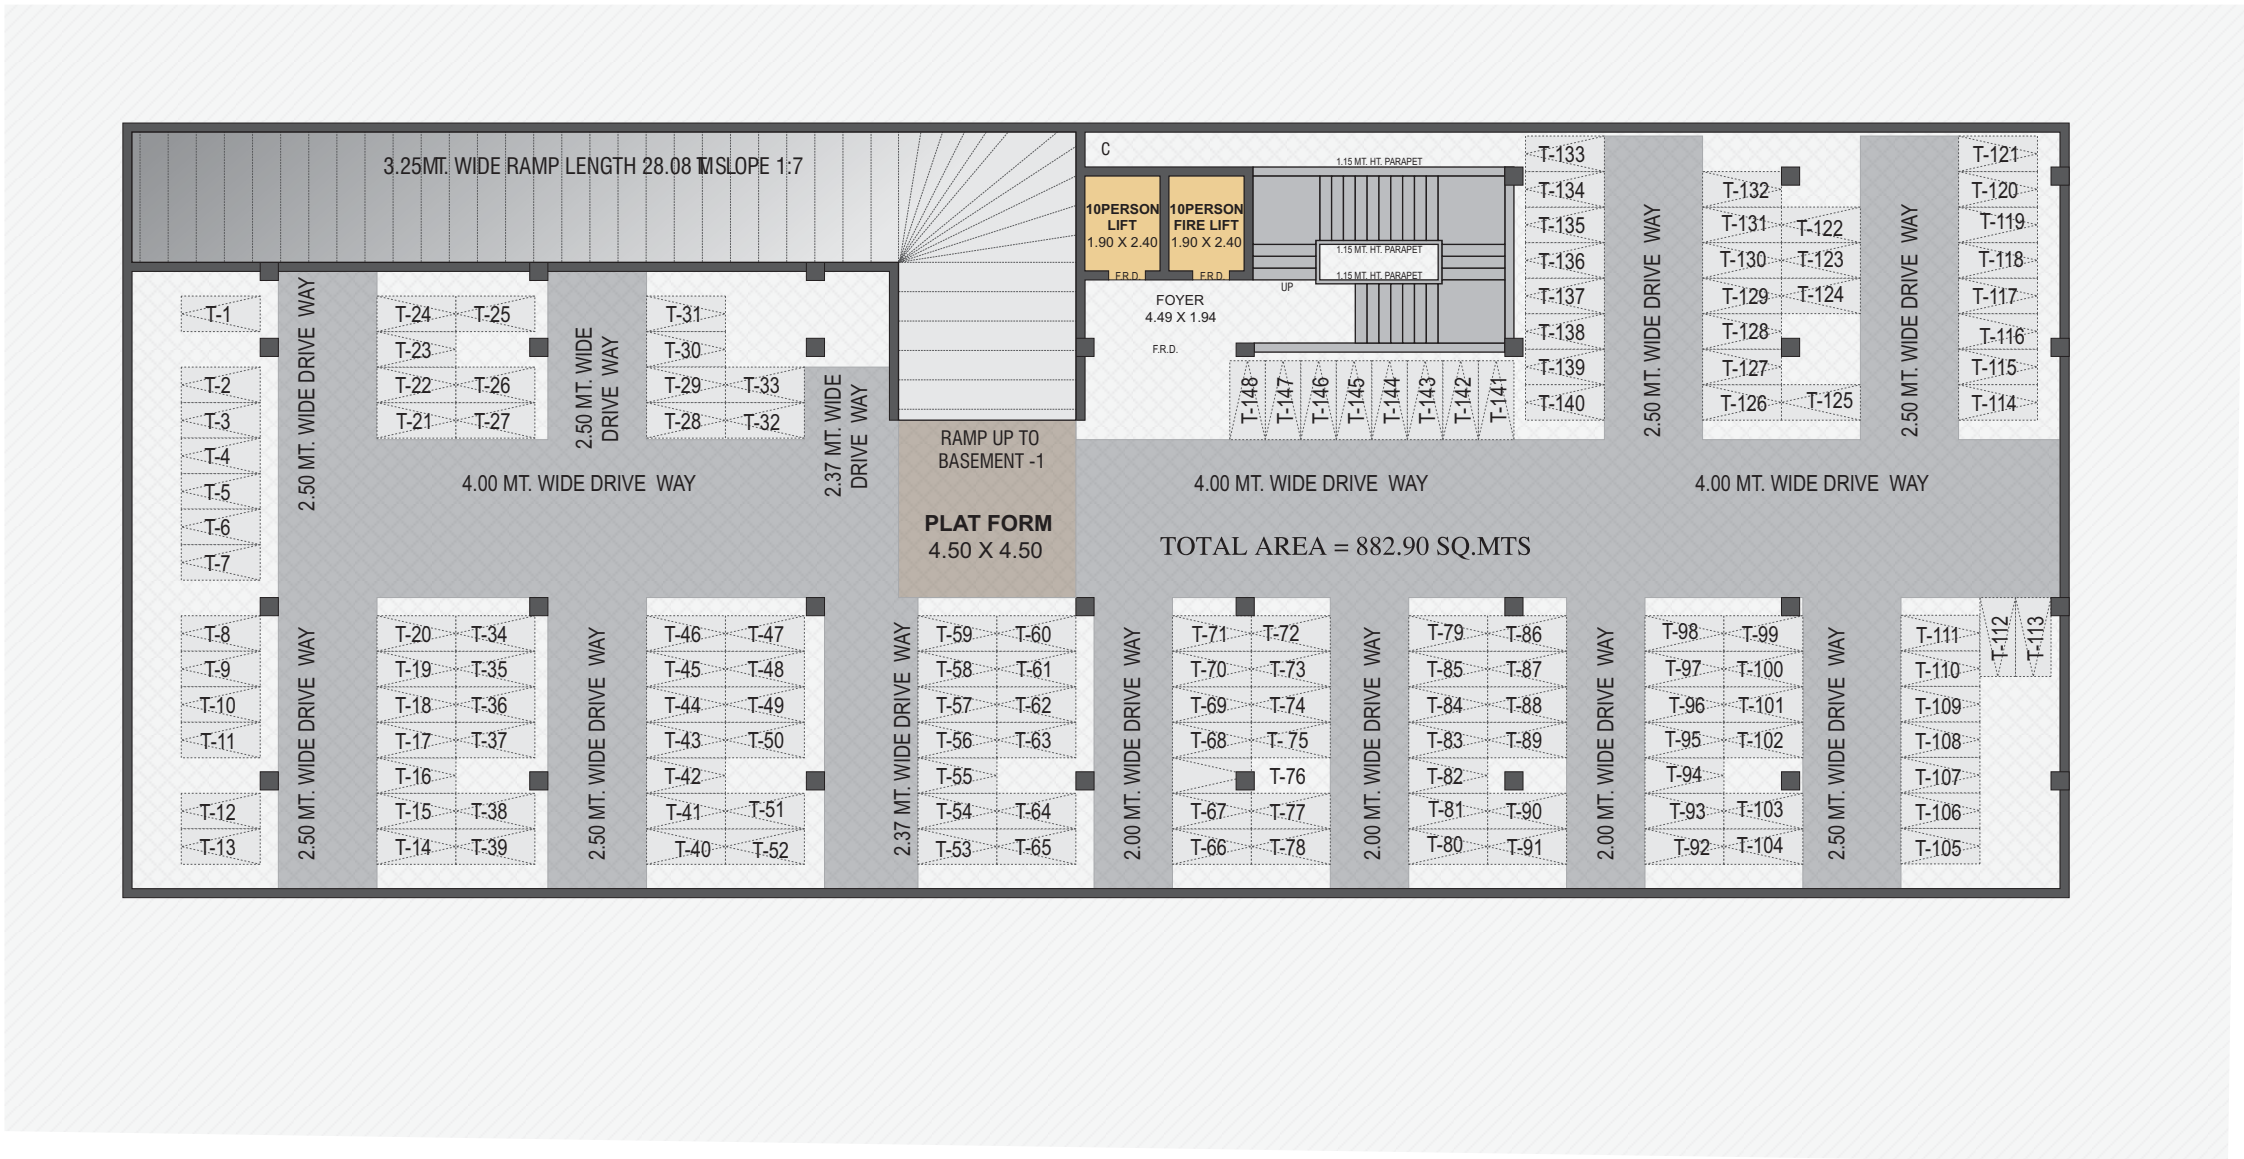 3.25MT. WIDE RAMP LENGTH 28.08 MT. SLOPE 1:7
C
1.15 MT. HT. PARAPET
10PERSON
LIFT
1.90 X 2.40
F.R.D.
10PERSON
FIRE LIFT
1.90 X 2.40
F.R.D.
1.15 MT. HT. PARAPET
1.15 MT. HT. PARAPET
UP
FOYER
4.49 X 1.94
F.R.D.
T-133
T-134
T-135
T-136
T-137
T-138
T-139
T-140
2.50 MT. WIDE DRIVE WAY
T-132
T-131
T-130
T-129
T-128
T-127
T-126
T-122
T-123
T-124
T-125
2.50 MT. WIDE DRIVE WAY
T-121
T-120
T-119
T-118
T-117
T-116
T-115
T-114
T-148
T-147
T-146
T-145
T-144
T-143
T-142
T-141
T-1
T-2
T-3
T-4
T-5
T-6
T-7
2.50 MT. WIDE DRIVE WAY
T-24
T-23
T-22
T-21
T-25
T-26
T-27
2.50 MT. WIDE
DRIVE WAY
T-31
T-30
T-29
T-28
T-33
T-32
2.37 MT. WIDE
DRIVE WAY
RAMP UP TO
BASEMENT -1
PLAT FORM
4.50 X 4.50
4.00 MT. WIDE DRIVE WAY
4.00 MT. WIDE DRIVE WAY
4.00 MT. WIDE DRIVE WAY
TOTAL AREA = 882.90 SQ.MTS
T-8
T-9
T-10
T-11
T-12
T-13
2.50 MT. WIDE DRIVE WAY
T-20
T-19
T-18
T-17
T-16
T-15
T-14
T-34
T-35
T-36
T-37
T-38
T-39
2.50 MT. WIDE DRIVE WAY
T-46
T-45
T-44
T-43
T-42
T-41
T-40
T-47
T-48
T-49
T-50
T-51
T-52
2.37 MT. WIDE DRIVE WAY
T-59
T-58
T-57
T-56
T-55
T-54
T-53
T-60
T-61
T-62
T-63
T-64
T-65
2.00 MT. WIDE DRIVE WAY
T-71
T-70
T-69
T-68
T-67
T-66
T-72
T-73
T-74
T- 75
T-76
T-77
T-78
2.00 MT. WIDE DRIVE WAY
T-79
T-85
T-84
T-83
T-82
T-81
T-80
T-86
T-87
T-88
T-89
T-90
T-91
2.00 MT. WIDE DRIVE WAY
T-98
T-97
T-96
T-95
T-94
T-93
T-92
T-99
T-100
T-101
T-102
T-103
T-104
2.50 MT. WIDE DRIVE WAY
T-111
T-110
T-109
T-108
T-107
T-106
T-105
T-112
T-113